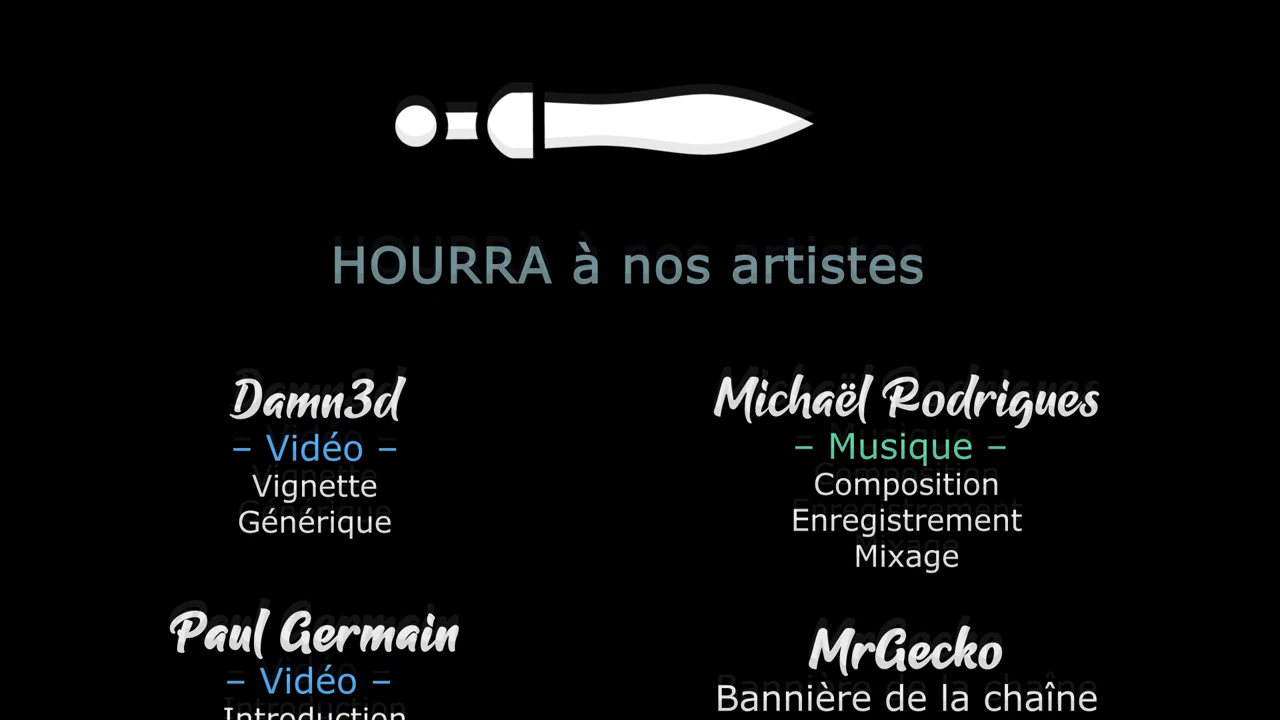 HOURRA à nos artistes
Damn3d
– Vidéo –
Vignette
Générique
Michaël Rodrigues
– Musique –
Composition
Enregistrement
Mixage
Paul Germain
– Vidéo –
Introduction
MrGecko
Bannière de la chaîne